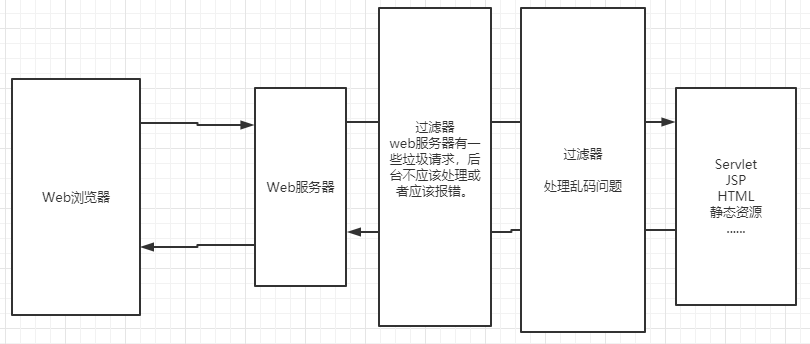 Web浏览器
Web服务器
过滤器
web服务器有一
些垃圾请求，后
台不应该处理或
者应该报错。
过滤器
处理乱码问题
Servlet
JSP
HTML
静态资源
......